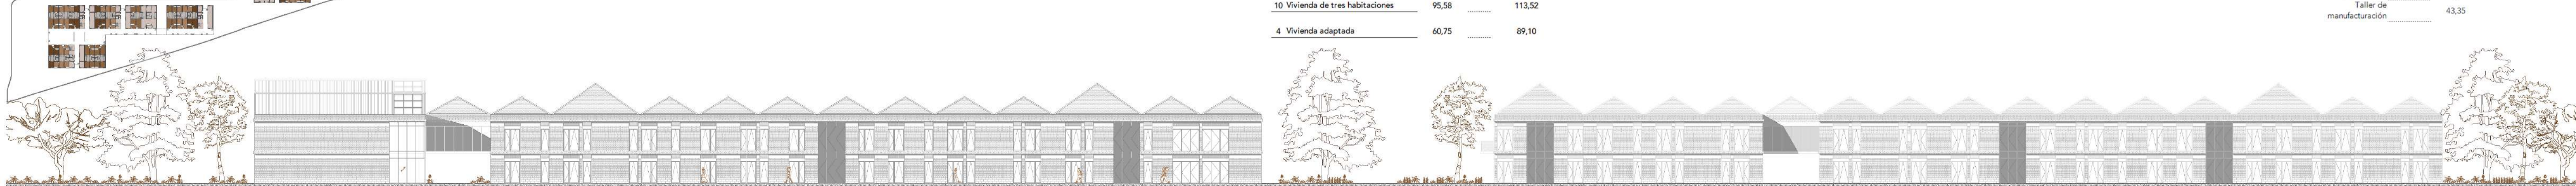 10 Vivienda de tres habitaciones 95,58 ........ 113,52
4 Vivienda adaptada 60,75 ........ 89,10
Taller de
manufacturación ............ 43,35